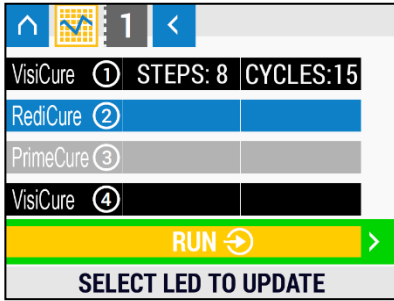 1
VisiCure ① STEPS: 8 CYCLES:15
RediCure ②
PrimeCure ③
VisiCure ④
RUN
SELECT LED TO UPDATE